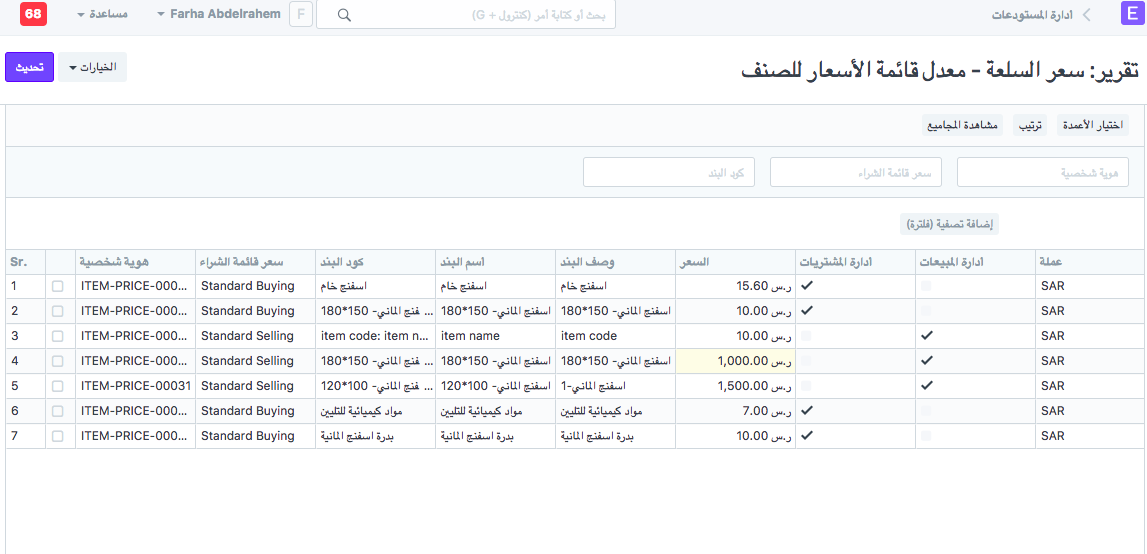 E أدارة المستودعات بحث أو كتابة أمر (كنترول + G) F Farha Abdelrahem مساعدة 68
تقرير: سعر السلعة - معدل قائمة الأسعار للصنف الخيارات تحديث
اختيار الأعمدة ترتيب مشاهدة المجاميع
هوية شخصية سعر قائمة الشراء كود البند
إضافة تصفية (فلترة)
Sr. هوية شخصية سعر قائمة الشراء كود البند اسم البند وصف البند السعر أدارة المشتريات أدارة المبيعات عملة
1 ITEM-PRICE-000... Standard Buying اسفنج خام اسفنج خام اسفنج خام ر.س 15.60 SAR
2 ITEM-PRICE-000... Standard Buying ... فنج الماني- 150*180 اسفنج الماني- 150*180 اسفنج الماني- 150*180 ر.س 10.00 SAR
3 ITEM-PRICE-000... Standard Selling item code: item n... item name item code ر.س 10.00 SAR
4 ITEM-PRICE-000... Standard Selling ... فنج الماني- 150*180 اسفنج الماني- 150*180 اسفنج الماني- 150*180 ر.س 1,000.00 SAR
5 ITEM-PRICE-00031 Standard Selling ... فنج الماني- 100*120 اسفنج الماني- 100*120 اسفنج الماني-1 ر.س 1,500.00 SAR
6 ITEM-PRICE-000... Standard Buying مواد كيميائية للتليين مواد كيميائية للتليين مواد كيميائية للتليين ر.س 7.00 SAR
7 ITEM-PRICE-000... Standard Buying بدرة اسفنج المانية بدرة اسفنج المانية بدرة اسفنج المانية ر.س 10.00 SAR